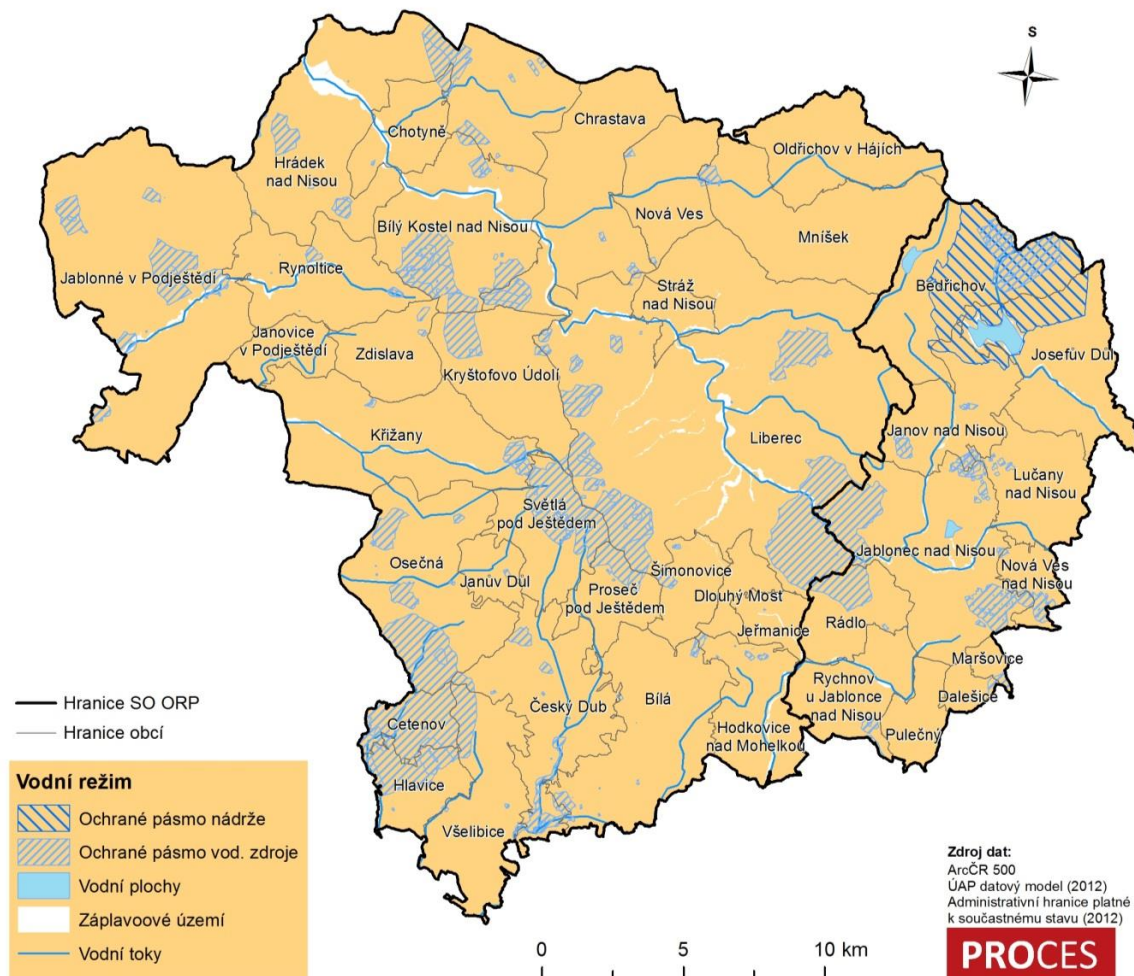 S
Chrastava
Chotyně
Oldřichov v Hájích
Hrádek
nad Nisou
Nová Ves
Bílý Kostel nad Nisou
Mníšek
Rynoltice
Jablonné v Podještědí
Stráž
nad Nisou
Bedřichov
Janovice
v Podještědí
Zdislava
Josefův Důl
Kryštofovo Údolí
Křižany
Liberec
Janov nad Nisou
Lučany
nad Nisou
Světlá
pod Ještědem
Jablonec nad Nisou
Osečná
Janův Důl
Šimonovice
Nová Ves
nad Nisou
Proseč
pod Ještědem
Dlouhý Most
Jeřmanice
Rádlo
Maršovice
Rychnov
u Jablonce
nad Nisou
Dalešice
Bílá
Český Dub
Cetenov
Hodkovice
nad Mohelkou
Pulečný
Hlavice
Všelibice
Hranice SO ORP
Hranice obcí
Vodní režim
Ochrané pásmo nádrže
Ochrané pásmo vod. zdroje
Vodní plochy
Záplavoové území
Vodní toky
0 5 10 km
Zdroj dat:
ArcČR 500
ÚAP datový model (2012)
Administrativní hranice platné
k součastnému stavu (2012)
PROCES